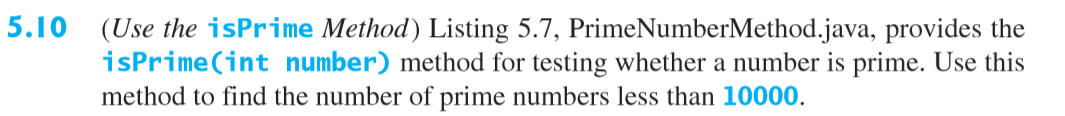 5.10 (Use the isPrime Method) Listing 5.7, PrimeNumberMethod.java, provides the
isPrime(int number) method for testing whether a number is prime. Use this
method to find the number of prime numbers less than 10000.